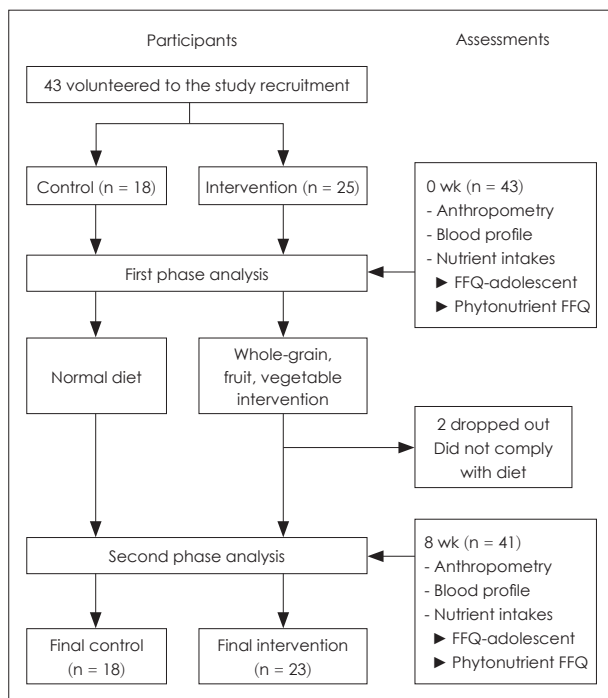 Participants
Assessments
43 volunteered to the study recruitment
Control (n = 18)
Intervention (n = 25)
0 wk (n = 43)
- Anthropometry
- Blood profile
- Nutrient intakes
► FFQ-adolescent
► Phytonutrient FFQ
First phase analysis
Normal diet
Whole-grain,
fruit, vegetable
intervention
2 dropped out
Did not comply
with diet
Second phase analysis
8 wk (n = 41)
- Anthropometry
- Blood profile
- Nutrient intakes
► FFQ-adolescent
► Phytonutrient FFQ
Final control
(n = 18)
Final intervention
(n = 23)